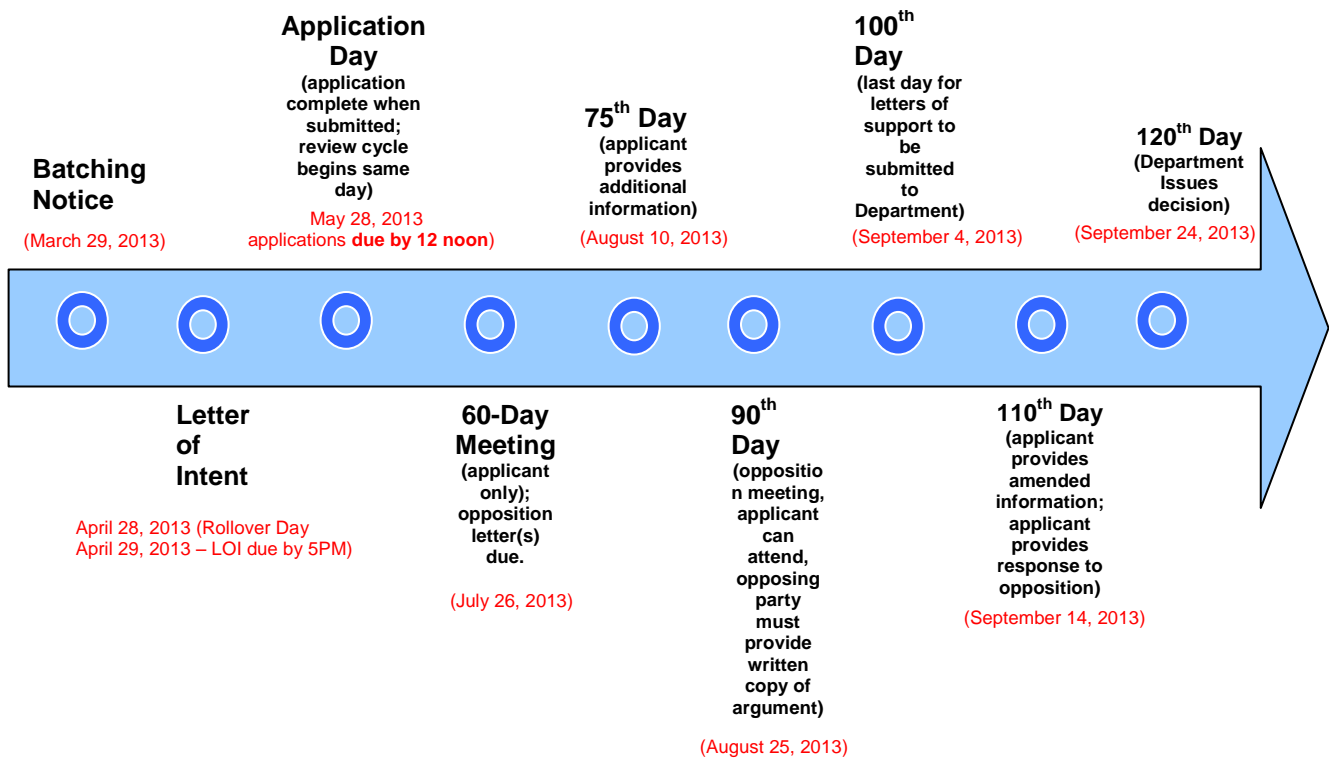 Batching
Notice
(March 29, 2013)
Letter
of
Intent
April 28, 2013 (Rollover Day
April 29, 2013 – LOI due by 5PM)
Application
Day
(application
complete when
submitted;
review cycle
begins same
day)
May 28, 2013
applications due by 12 noon)
60-Day
Meeting
(applicant
only);
opposition
letter(s)
due.
(July 26, 2013)
75th Day
(applicant
provides
additional
information)
(August 10, 2013)
90th
Day
(oppositio
n meeting,
applicant
can
attend,
opposing
party
must
provide
written
copy of
argument)
(August 25, 2013)
100th
Day
(last day for
letters of
support to
be
submitted
to
Department)
(September 4, 2013)
110th Day
(applicant
provides
amended
information;
applicant
provides
response to
opposition)
(September 14, 2013)
120th Day
(Department
Issues
decision)
(September 24, 2013)